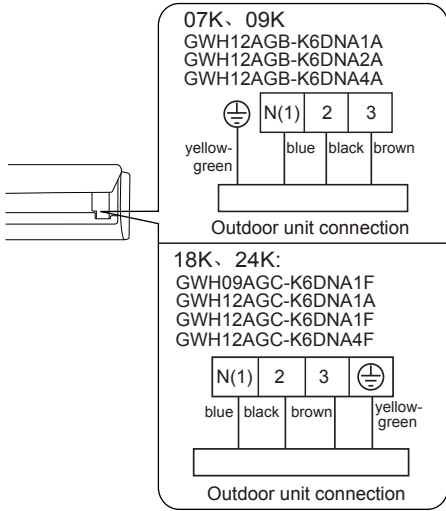 07K、09K
GWH12AGB-K6DNA1A
GWH12AGB-K6DNA2A
GWH12AGB-K6DNA4A
N(1) 2 3
yellow-
green
blue black brown
Outdoor unit connection
18K、24K:
GWH09AGC-K6DNA1F
GWH12AGC-K6DNA1A
GWH12AGC-K6DNA1F
GWH12AGC-K6DNA4F
N(1) 2 3
blue black brown
yellow-
green
Outdoor unit connection